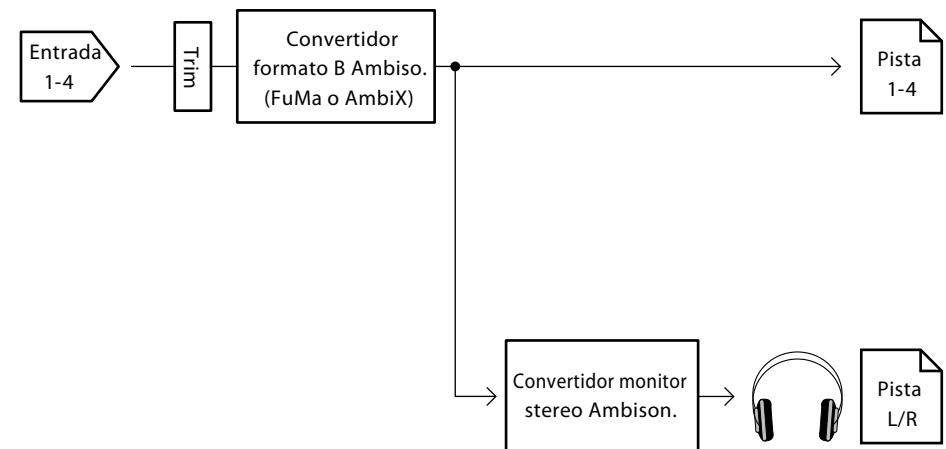 Entrada
1-4
Trim
Convertidor
formato B Ambiso.
(FuMa o AmbiX)
Pista
1-4
Convertidor monitor
stereo Ambison.
Pista
L/R